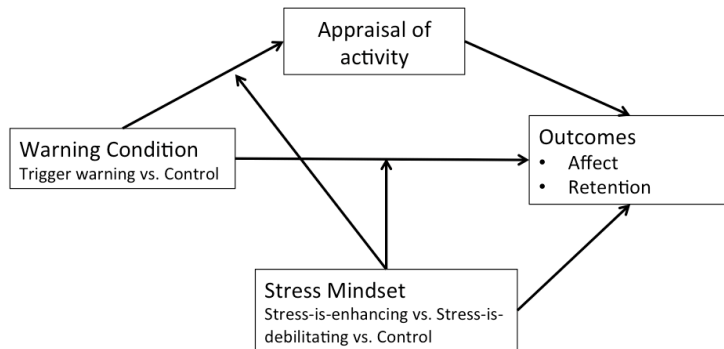 Appraisal of
activity
Warning Condition
Trigger warning vs. Control
Outcomes
• Affect
• Retention
Stress Mindset
Stress-is-enhancing vs. Stress-is-
debilitating vs. Control